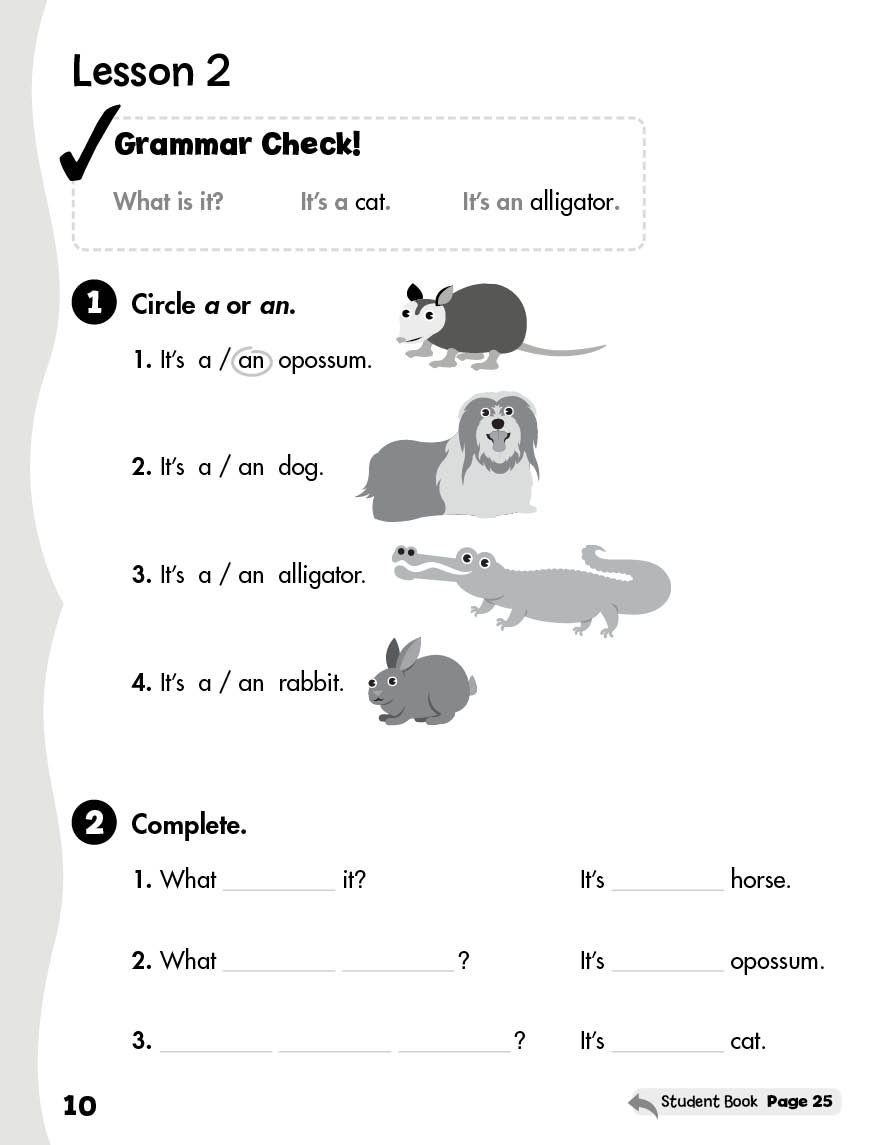 Lesson 2
Grammar Check!
What is it? It's a cat. It's an alligator.
1 Circle a or an.
1. It's a / an opossum.
2. It's a / an dog.
3. It's a / an alligator.
4. It's a / an rabbit.
2 Complete.
1. What ________ it? It's ________ horse.
2. What ________ ________ ? It's ________ opossum.
3. ________ ________ ________ ? It's ________ cat.
10 Student Book Page 25